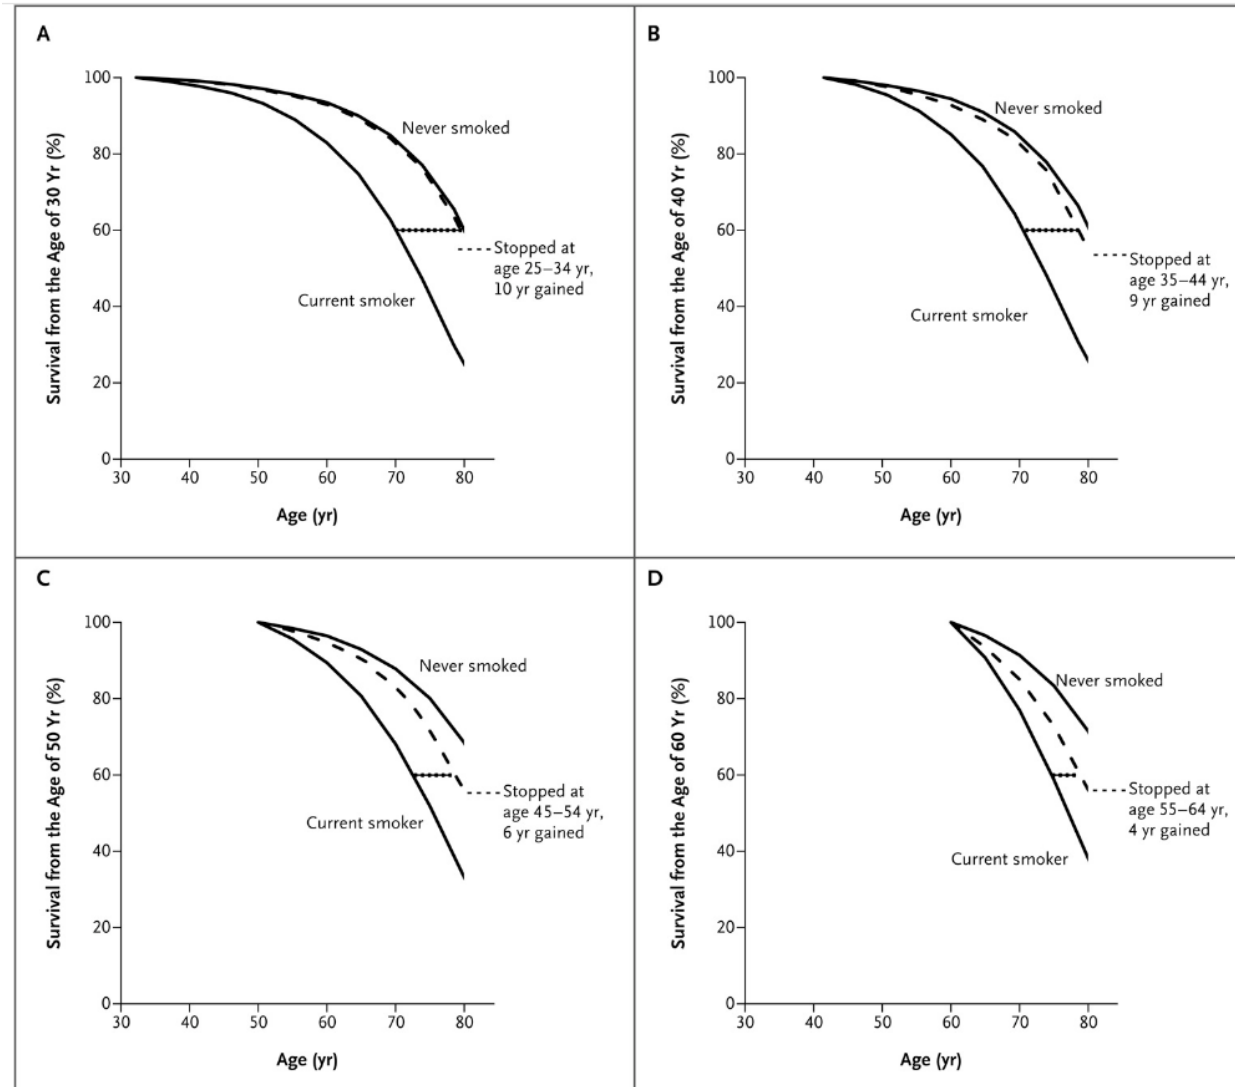 A
Survival from the Age of 30 Yr (%)
100
80
60
40
20
0
Never smoked
Stopped at
age 25–34 yr,
10 yr gained
Current smoker
30 40 50 60 70 80
Age (yr)
B
Survival from the Age of 40 Yr (%)
100
80
60
40
20
0
Never smoked
Stopped at
age 35–44 yr,
9 yr gained
Current smoker
30 40 50 60 70 80
Age (yr)
C
Survival from the Age of 50 Yr (%)
100
80
60
40
20
0
Never smoked
Stopped at
age 45–54 yr,
6 yr gained
Current smoker
30 40 50 60 70 80
Age (yr)
D
Survival from the Age of 60 Yr (%)
100
80
60
40
20
0
Never smoked
Stopped at
age 55–64 yr,
4 yr gained
Current smoker
30 40 50 60 70 80
Age (yr)